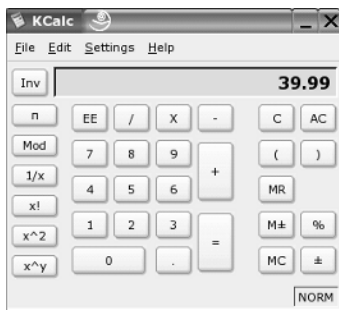 KCalc
File Edit Settings Help
Inv 39.99
π EE / X - C AC
Mod 7 8 9 + ( )
1/x 4 5 6 MR
x! 1 2 3 = M± %
x^2 0 . MC ±
x^y
NORM